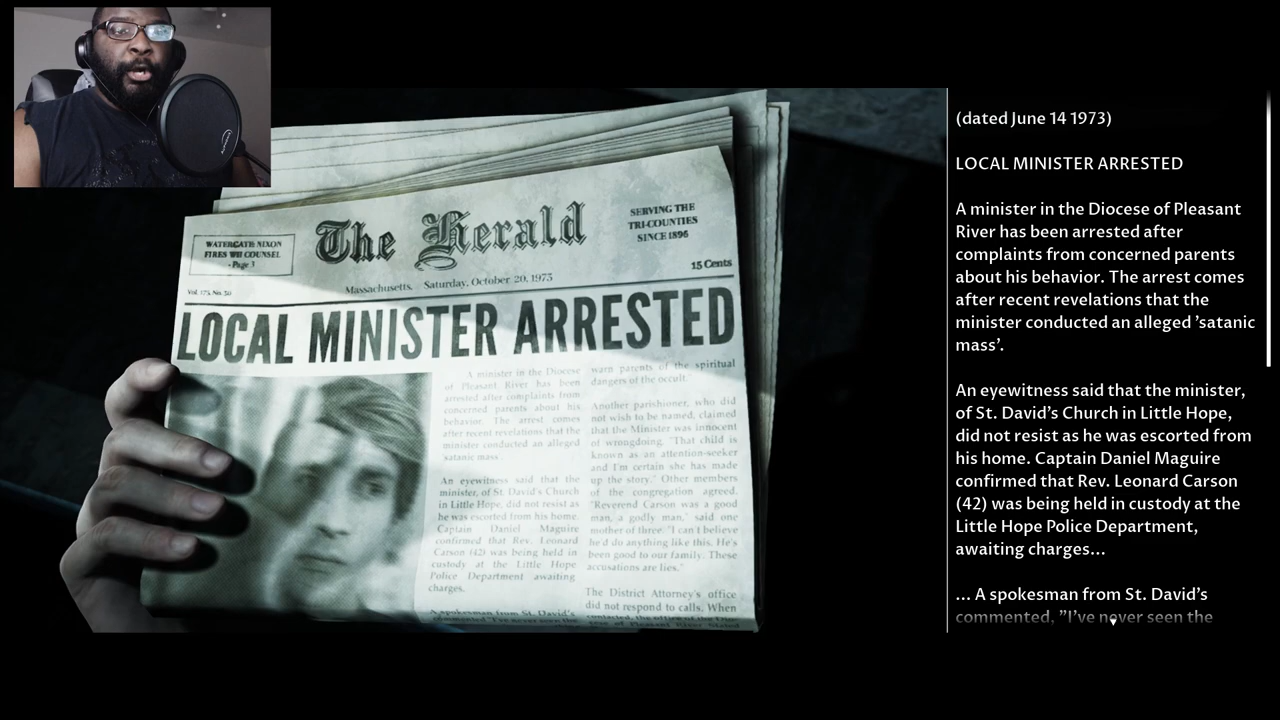 WATERGATE: NIXON
FIRES WH COUNSEL
- Page 3
The Herald
SERVING THE
TRI-COUNTIES
SINCE 1896
15 Cents
Massachusetts. Saturday, October 20, 1973
LOCAL MINISTER ARRESTED
A minister in the Diocese
of Pleasant River has been
arrested after complaints from
concerned parents about his
behavior. The arrest comes
after recent revelations that the
minister conducted an alleged
'satanic mass'
An eyewitness said that the
minister, of St. David's Church
in Little Hope, did not resist as
he was escorted from his home.
Captain Daniel Maguire
confirmed that Rev. Leonard
Carson (42) was being held in
custody at the Little Hope
Police Department awaiting
charges.
A spokesman from St. David's
warn parents of the spiritual
dangers of the occult."
Another parishioner, who did
not wish to be named, claimed
that the Minister was innocent
of wrongdoing. "That child is
known as an attention-seeker
and I'm certain she has made
up the story." Other members
of the congregation agreed.
"Reverend Carson was a good
man, a godly man," said one
mother of three. "I can't believe
he'd do anything like this. He's
been good to our family. These
accusations are lies."
The District Attorney's office
did not respond to calls. When
(dated June 14 1973)
LOCAL MINISTER ARRESTED
A minister in the Diocese of Pleasant
River has been arrested after
complaints from concerned parents
about his behavior. The arrest comes
after recent revelations that the
minister conducted an alleged 'satanic
mass'.
An eyewitness said that the minister,
of St. David's Church in Little Hope,
did not resist as he was escorted from
his home. Captain Daniel Maguire
confirmed that Rev. Leonard Carson
(42) was being held in custody at the
Little Hope Police Department,
awaiting charges...
... A spokesman from St. David's
commented, "I've never seen the